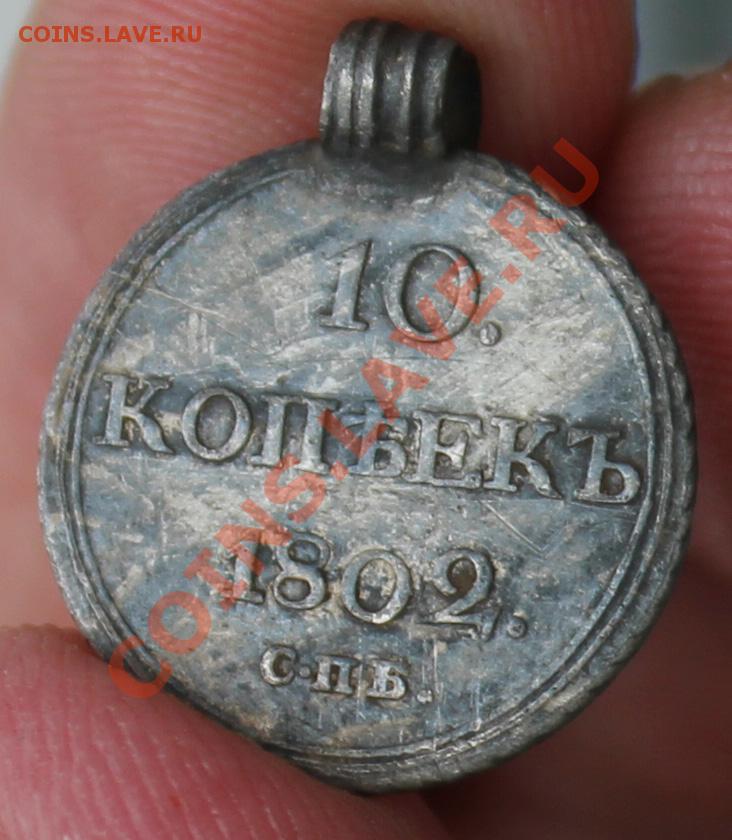 COINS.LAVE.RU
10.
КОПѢЕКЪ
1802.
С·П·Б.
COINS.LAVE.RU